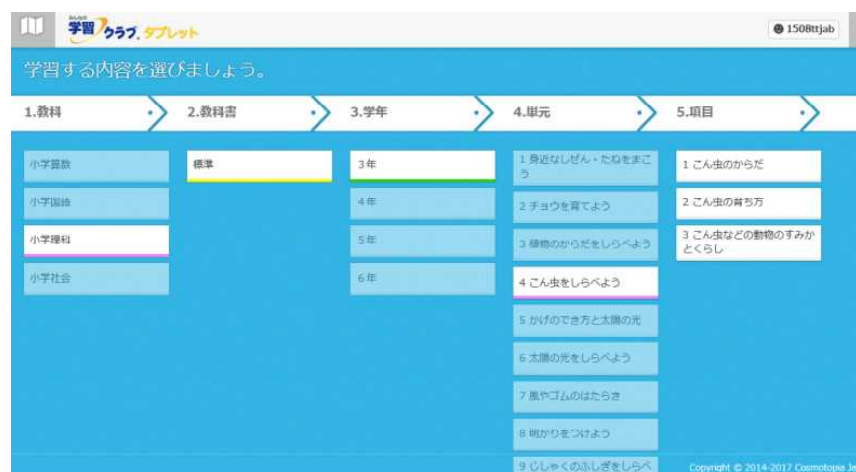 みんなの
学習クラブ.タブレット
1508ttjab
学習する内容を選びましょう。
1.教科
2.教科書
3.学年
4.単元
5.項目
小学算数
小学国語
小学理科
小学社会
標準
3年
4年
5年
6年
1 身近なしぜん・たねをまこ
う
2 チョウを育てよう
3 植物のからだをしらべよう
4 こん虫をしらべよう
5 かげのでき方と太陽の光
6 太陽の光をしらべよう
7 風やゴムのはたらき
8 明かりをつけよう
9 じしゃくのふしぎをしらべ
1 こん虫のからだ
2 こん虫の育ち方
3 こん虫などの動物のすみか
とくらし
Copyright © 2014-2017 Cosmotopia